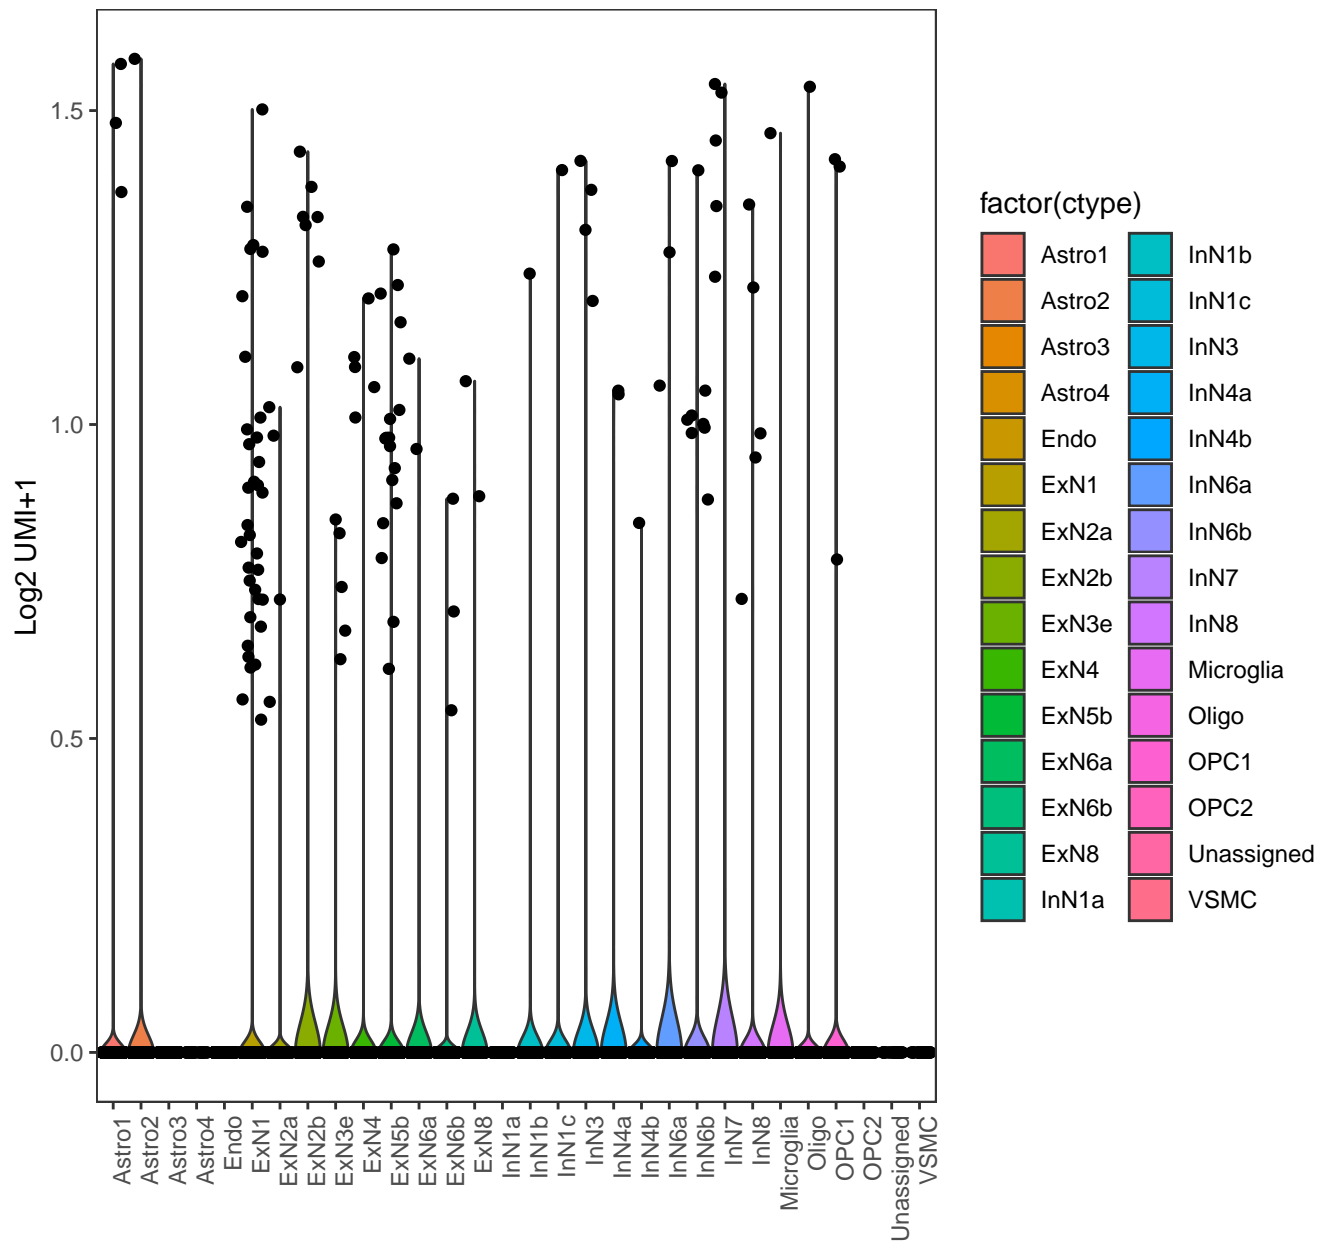 Log2 UMI+1
1.5
1.0
0.5
0.0
Astro1
Astro2
Astro3
Astro4
Endo
ExN1
ExN2a
ExN2b
ExN3e
ExN4
ExN5b
ExN6a
ExN6b
ExN8
InN1a
InN1b
InN1c
InN3
InN4a
InN4b
InN6a
InN6b
InN7
InN8
Microglia
Oligo
OPC1
OPC2
Unassigned
VSMC
factor(ctype)
Astro1
Astro2
Astro3
Astro4
Endo
ExN1
ExN2a
ExN2b
ExN3e
ExN4
ExN5b
ExN6a
ExN6b
ExN8
InN1a
InN1b
InN1c
InN3
InN4a
InN4b
InN6a
InN6b
InN7
InN8
Microglia
Oligo
OPC1
OPC2
Unassigned
VSMC